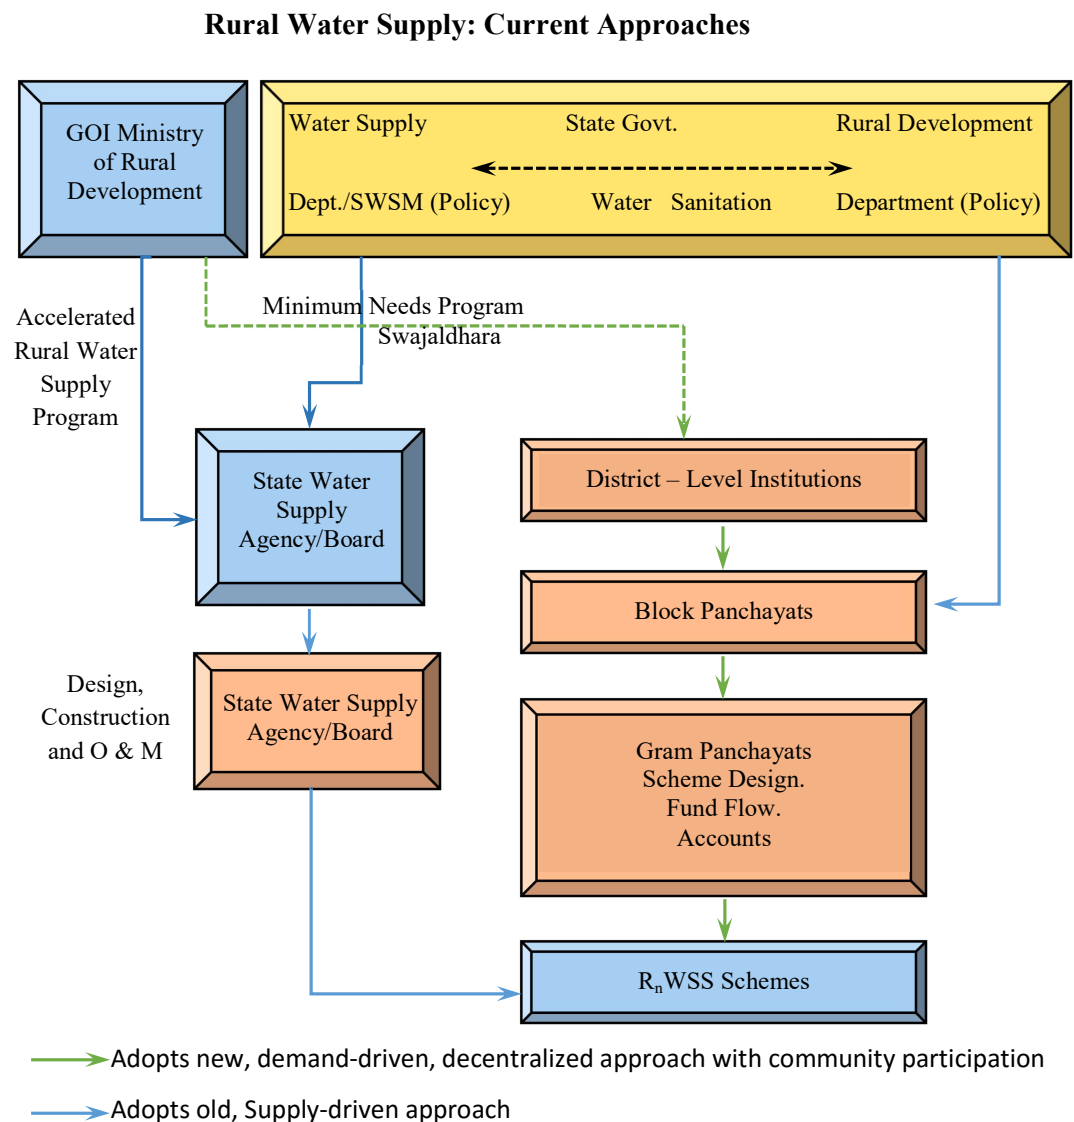 Rural Water Supply: Current Approaches
GOI Ministry
of Rural
Development
Water Supply State Govt. Rural Development
Dept./SWSM (Policy) Water Sanitation Department (Policy)
Accelerated
Rural Water
Supply
Program
Minimum Needs Program
Swajaldhara
State Water
Supply
Agency/Board
District – Level Institutions
Block Panchayats
Design,
Construction
and O & M
State Water Supply
Agency/Board
Gram Panchayats
Scheme Design.
Fund Flow.
Accounts
RₙWSS Schemes
Adopts new, demand-driven, decentralized approach with community participation
Adopts old, Supply-driven approach